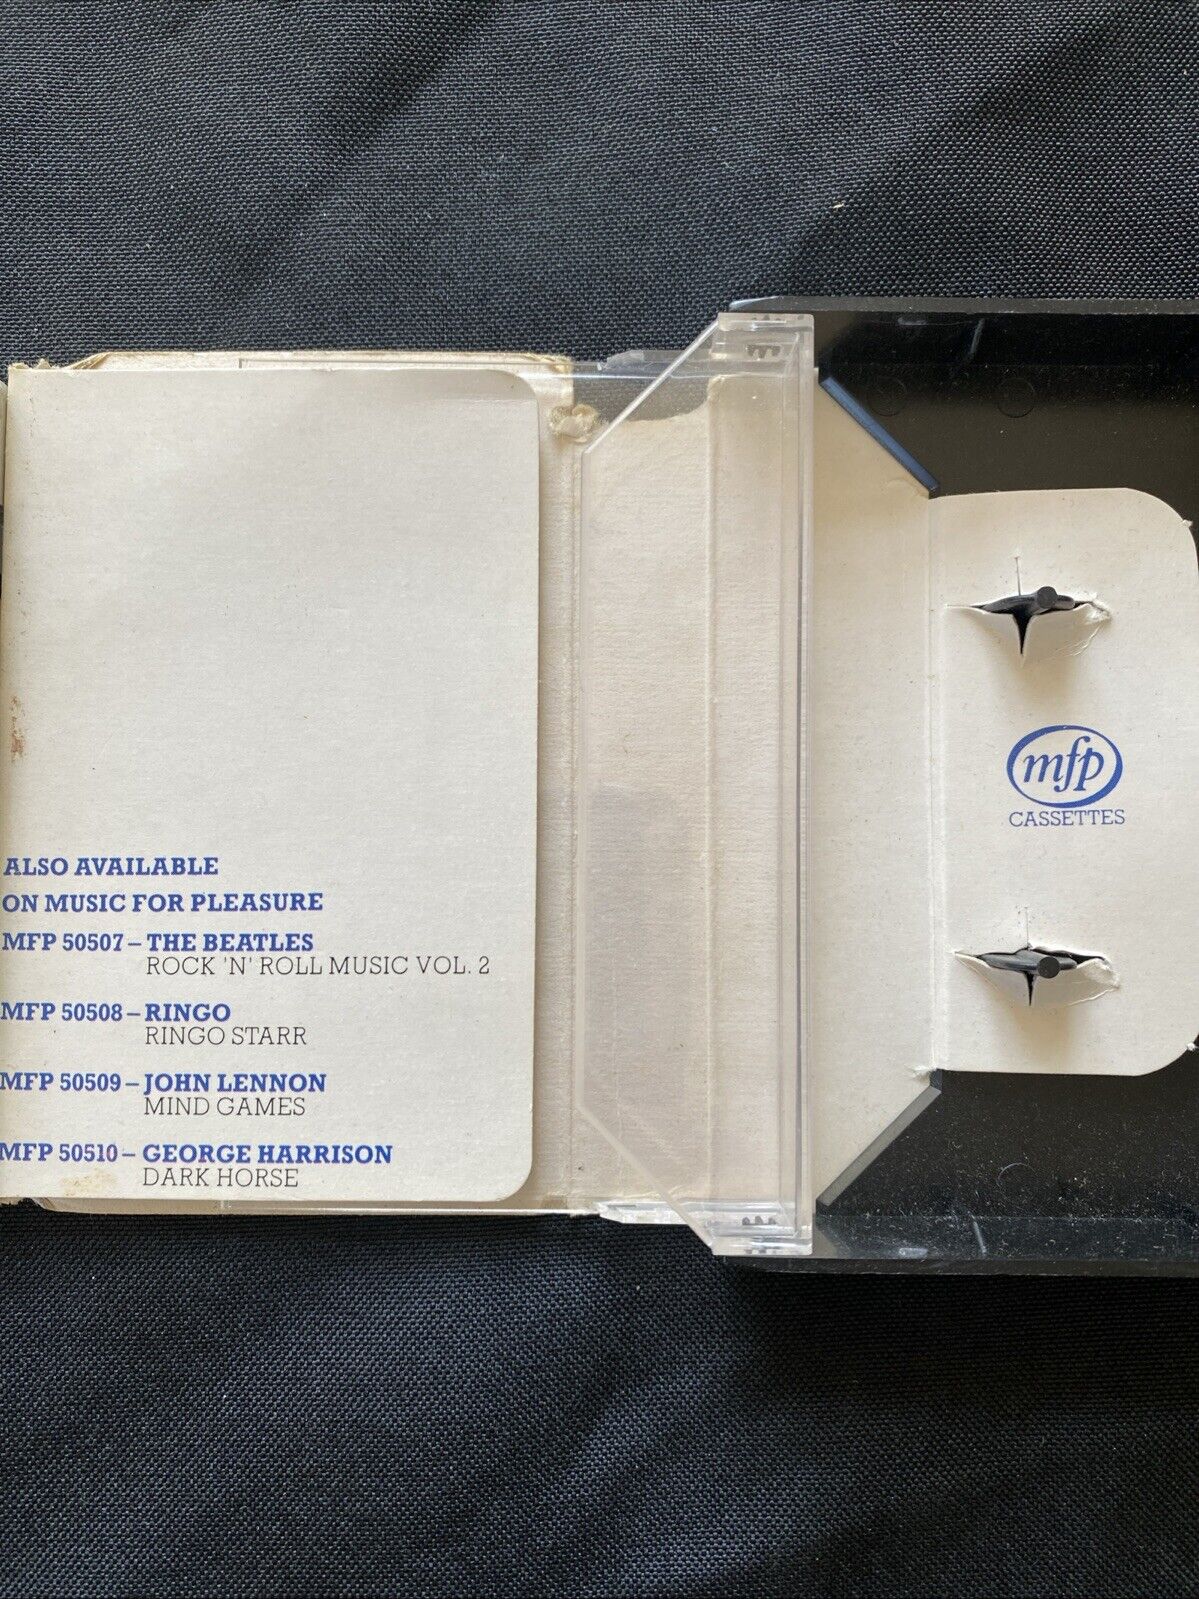 ALSO AVAILABLE
ON MUSIC FOR PLEASURE
MFP 50507 – THE BEATLES
ROCK 'N' ROLL MUSIC VOL. 2
MFP 50508 – RINGO
RINGO STARR
MFP 50509 – JOHN LENNON
MIND GAMES
MFP 50510 – GEORGE HARRISON
DARK HORSE
mfp
CASSETTES